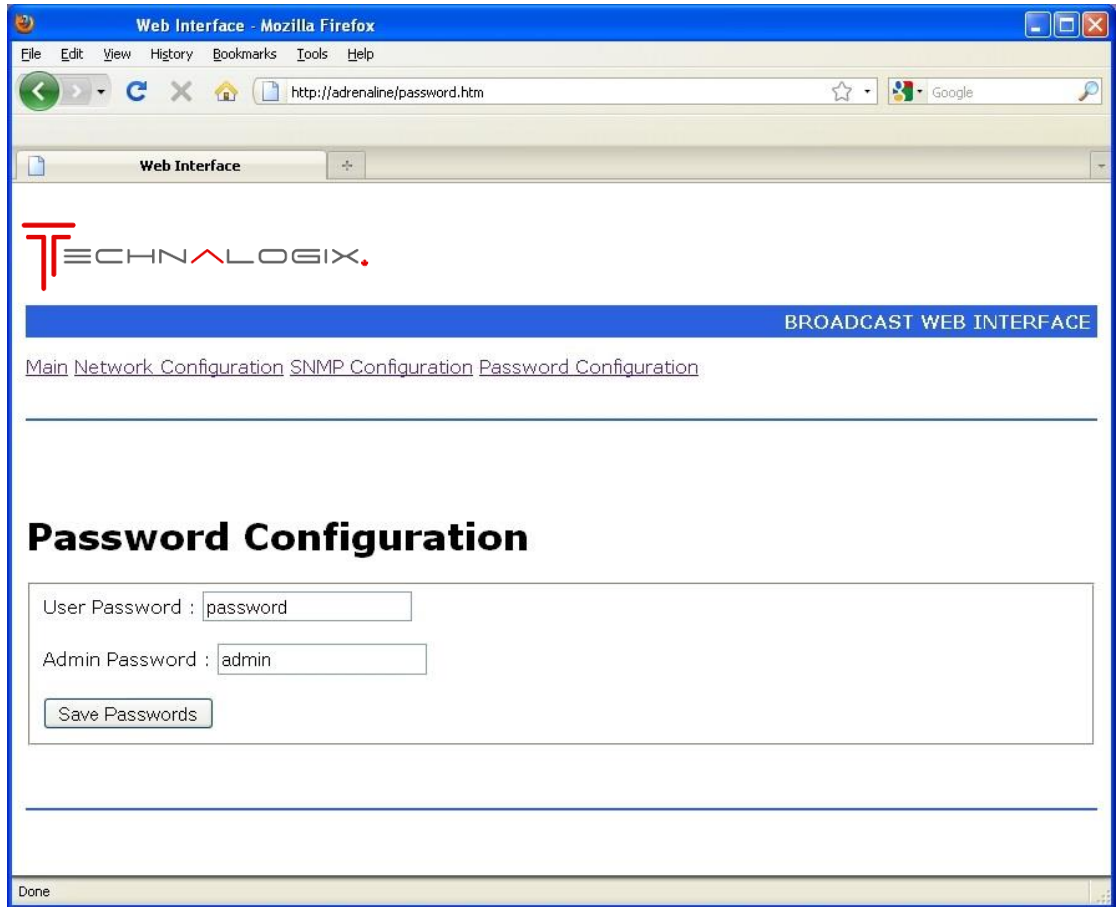 Web Interface - Mozilla Firefox
File Edit View History Bookmarks Tools Help
http://adrenaline/password.htm
Google
Web Interface
TECHNALOGIX.
BROADCAST WEB INTERFACE
Main Network Configuration SNMP Configuration Password Configuration
Password Configuration
User Password : password
Admin Password : admin
Save Passwords
Done